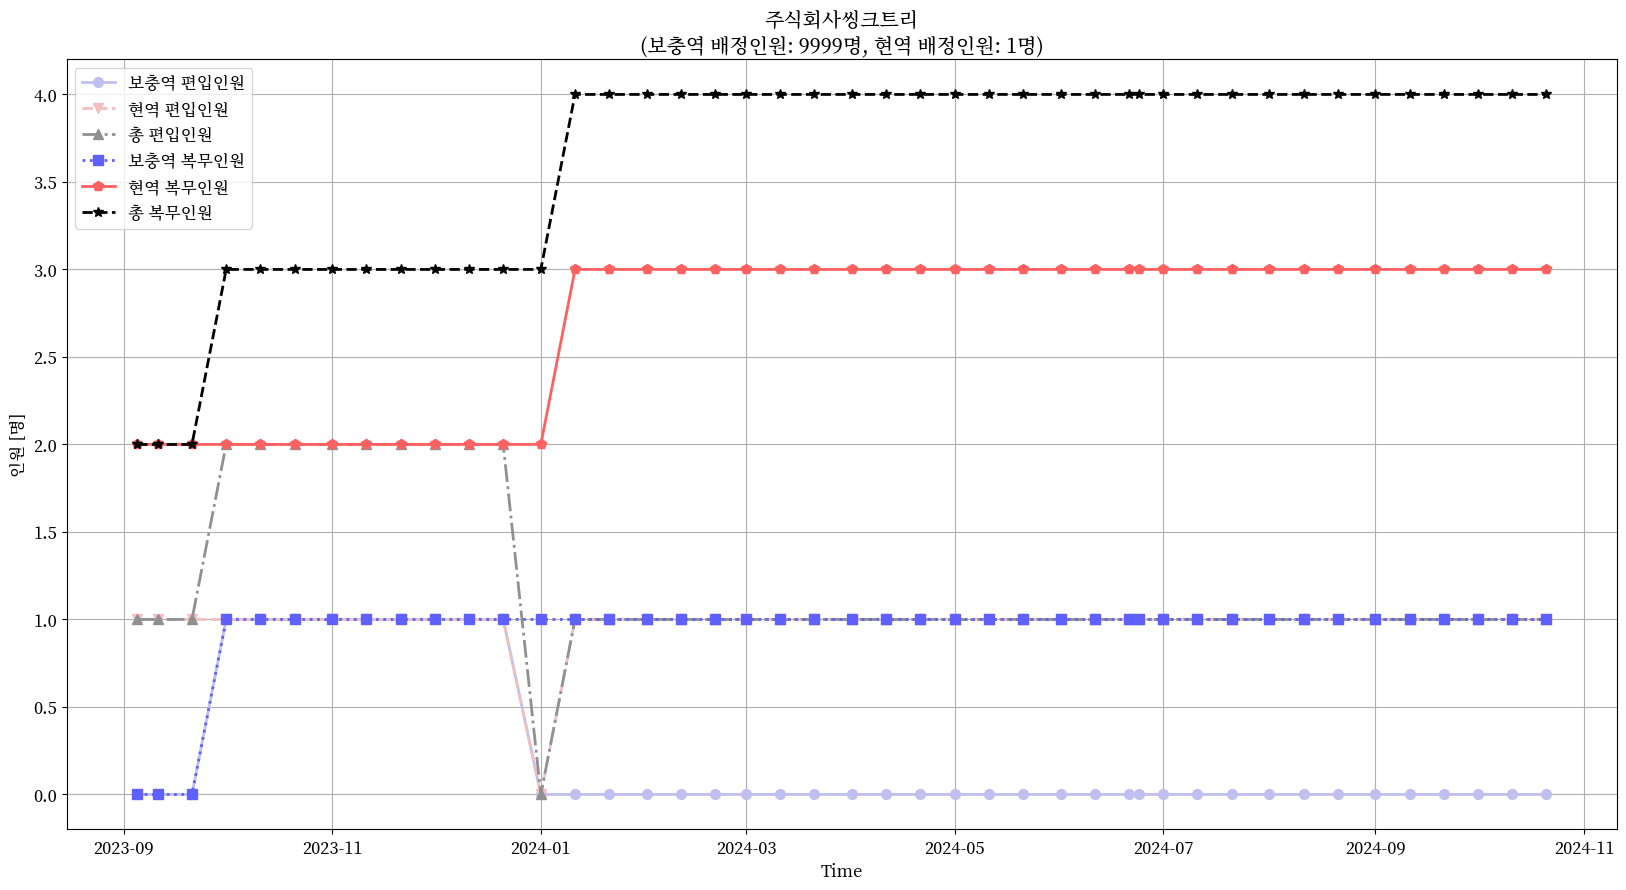 주식회사씽크트리
(보충역 배정인원: 9999명, 현역 배정인원: 1명)
보충역 편입인원
현역 편입인원
총 편입인원
보충역 복무인원
현역 복무인원
총 복무인원
인원 [명]
4.0
3.5
3.0
2.5
2.0
1.5
1.0
0.5
0.0
2023-09
2023-11
2024-01
2024-03
2024-05
2024-07
2024-09
2024-11
Time